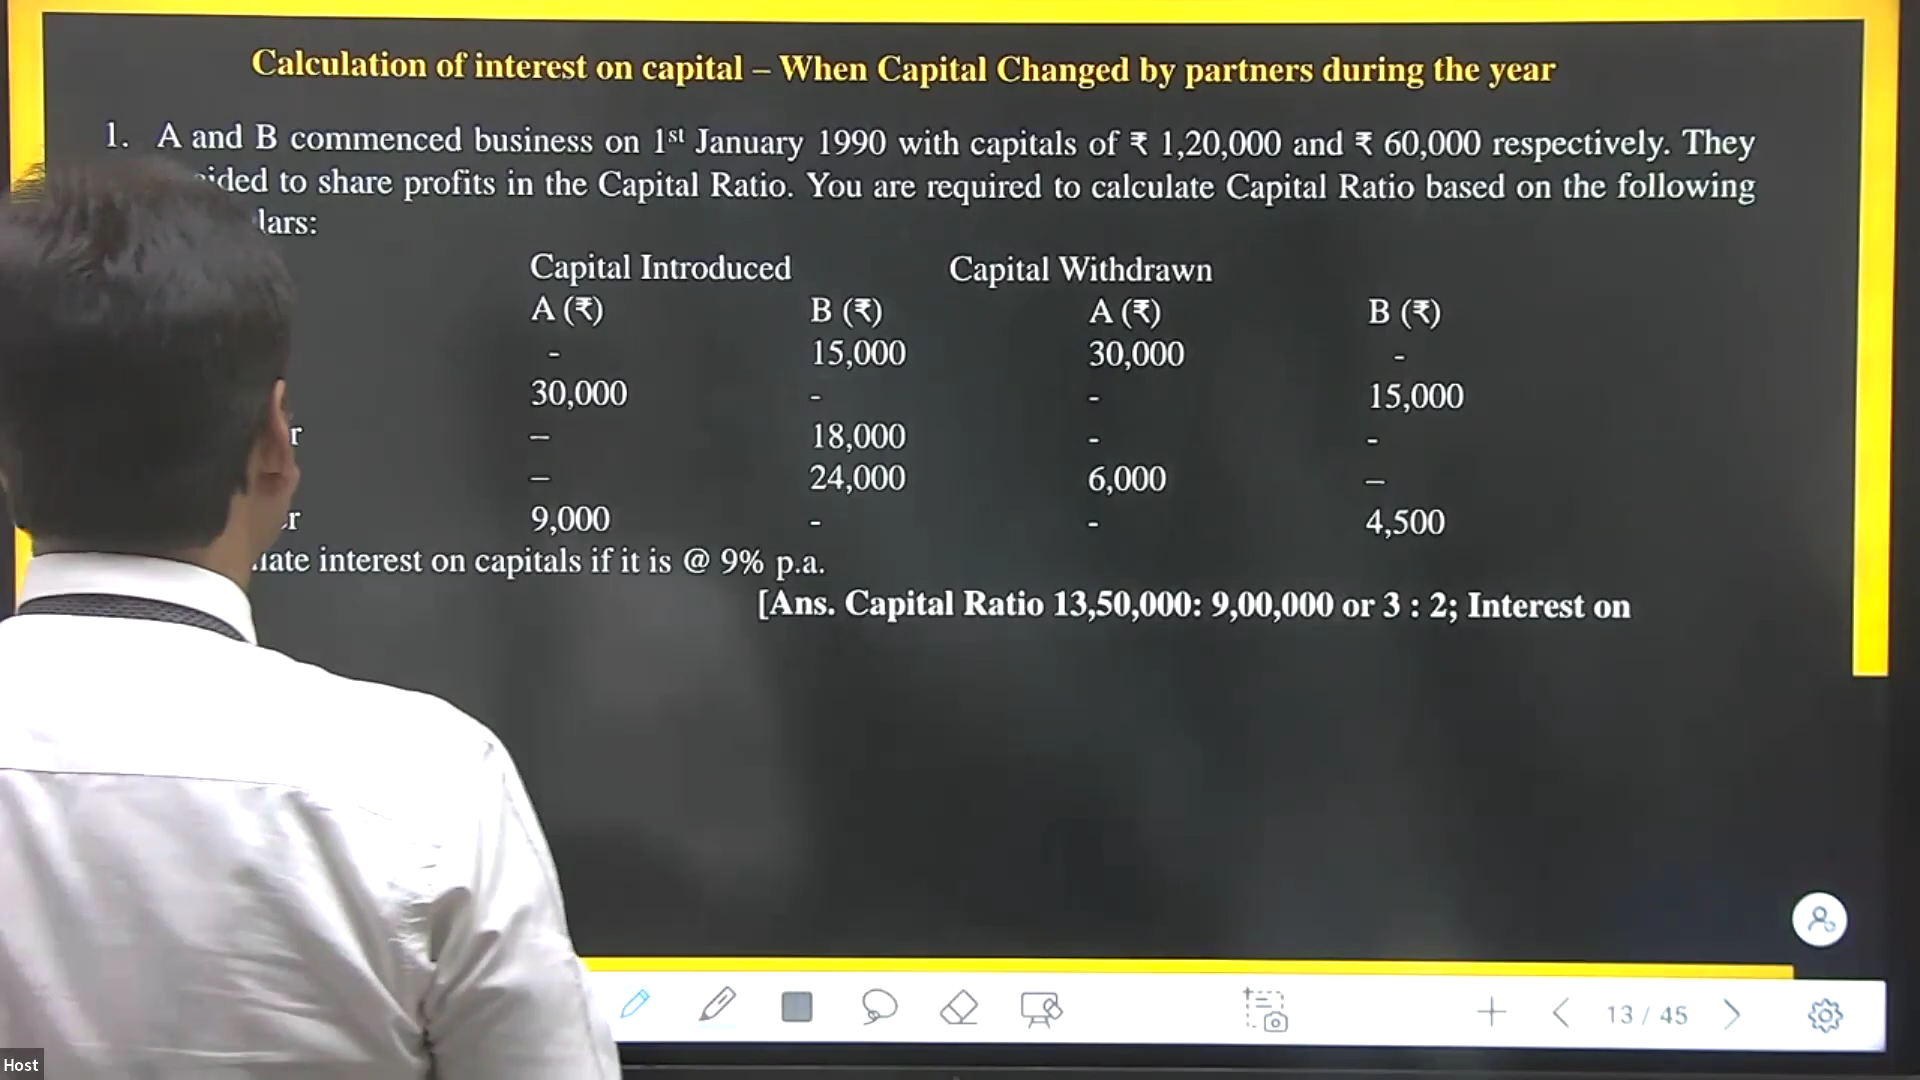 Calculation of interest on capital – When Capital Changed by partners during the year
1. A and B commenced business on 1st January 1990 with capitals of ₹ 1,20,000 and ₹ 60,000 respectively. They
to share profits in the Capital Ratio. You are required to calculate Capital Ratio based on the following
Capital Introduced Capital Withdrawn
A (₹) B (₹) A (₹) B (₹)
- 15,000 30,000 -
30,000 - - 15,000
– 18,000 - -
– 24,000 6,000 –
9,000 - - 4,500
interest on capitals if it is @ 9% p.a.
[Ans. Capital Ratio 13,50,000: 9,00,000 or 3 : 2; Interest on
13 / 45
Host